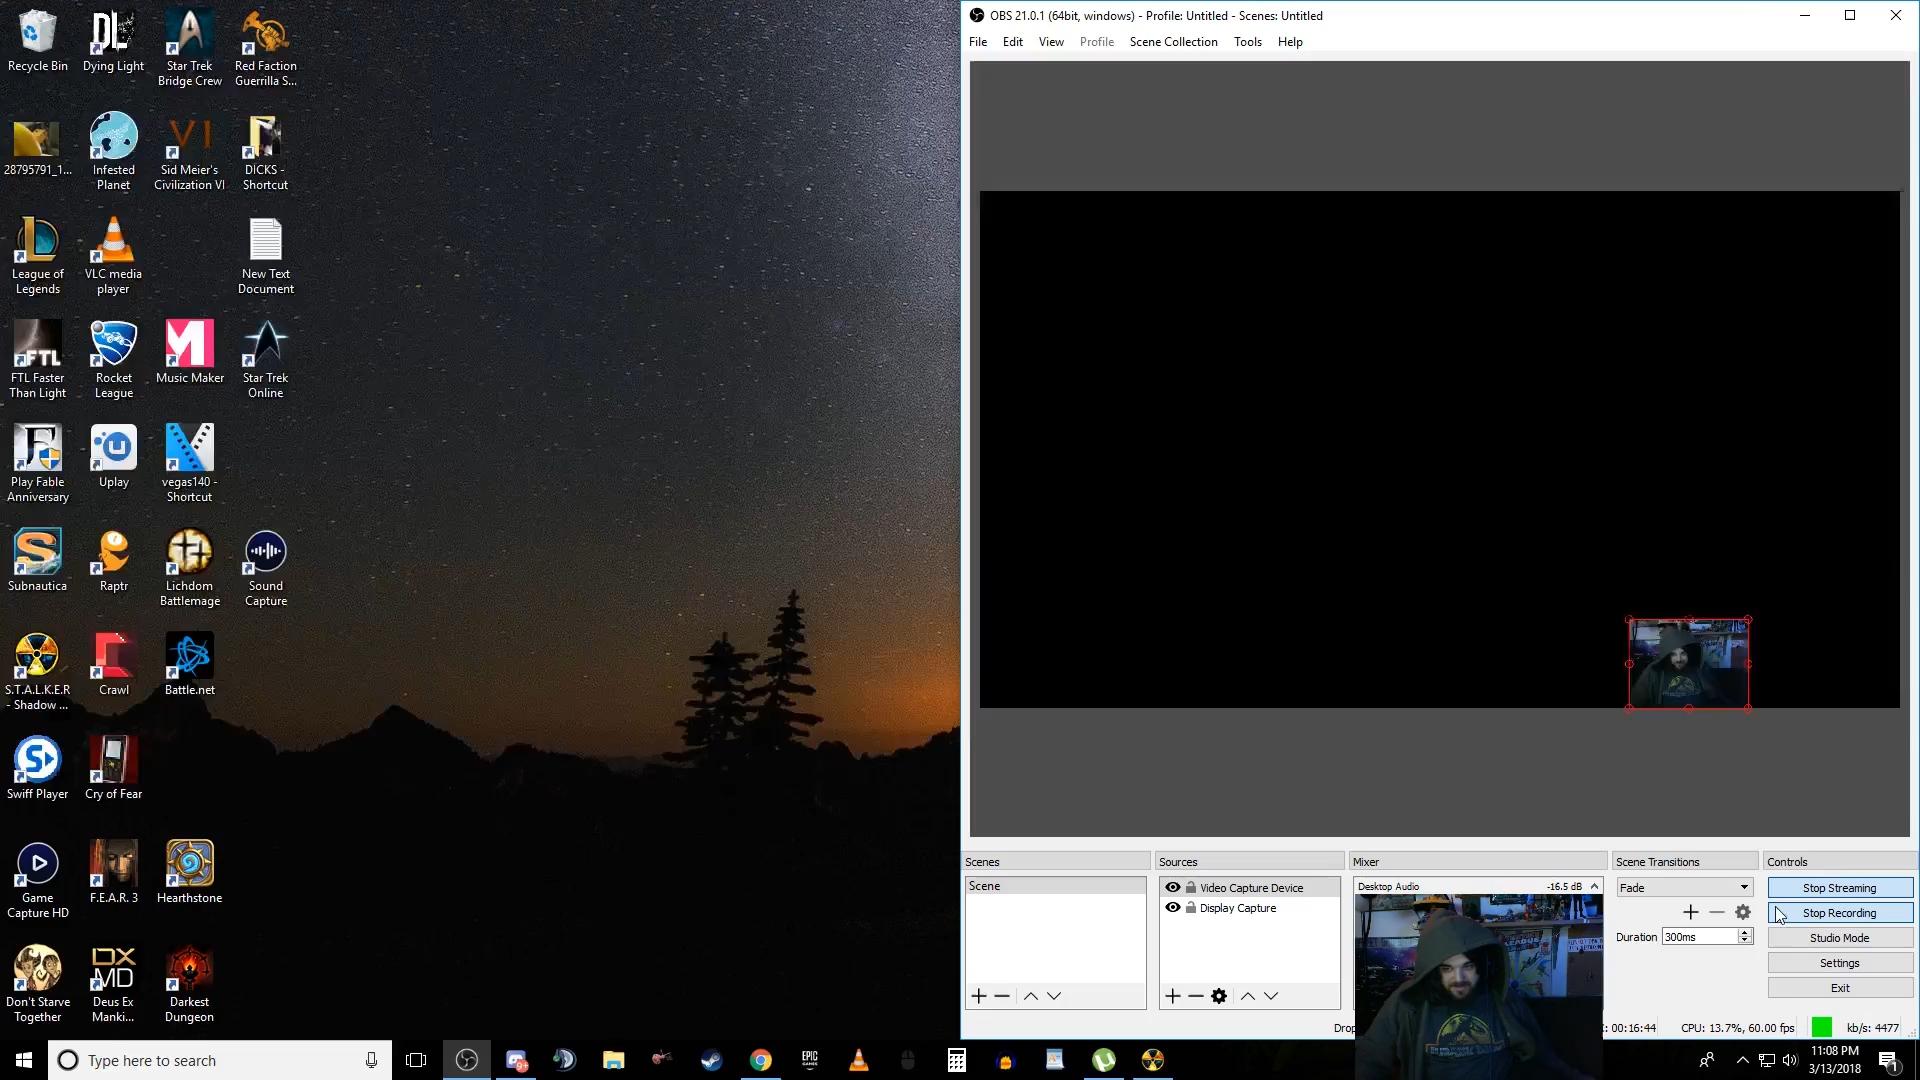 Recycle Bin
Dying Light
Star Trek
Bridge Crew
Red Faction
Guerrilla S...
28795791_1...
Infested
Planet
Sid Meier's
Civilization VI
DICKS -
Shortcut
League of
Legends
VLC media
player
New Text
Document
FTL
FTL Faster
Than Light
Rocket
League
Music Maker
Star Trek
Online
Play Fable
Anniversary
Uplay
vegas140 -
Shortcut
Subnautica
Raptr
Lichdom
Battlemage
Sound
Capture
S.T.A.L.K.E.R
- Shadow ...
Crawl
Battle.net
Swiff Player
Cry of Fear
Game
Capture HD
F.E.A.R. 3
Hearthstone
Don't Starve
Together
Deus Ex
Manki...
Darkest
Dungeon
OBS 21.0.1 (64bit, windows) - Profile: Untitled - Scenes: Untitled
File Edit View Profile Scene Collection Tools Help
Scenes
Scene
Sources
Video Capture Device
Display Capture
Mixer
Desktop Audio -16.5 dB
Scene Transitions
Fade
Duration 300ms
Controls
Stop Streaming
Stop Recording
Studio Mode
Settings
Exit
: 00:16:44 CPU: 13.7%, 60.00 fps kb/s: 4477
Type here to search
EPIC
11:08 PM
3/13/2018